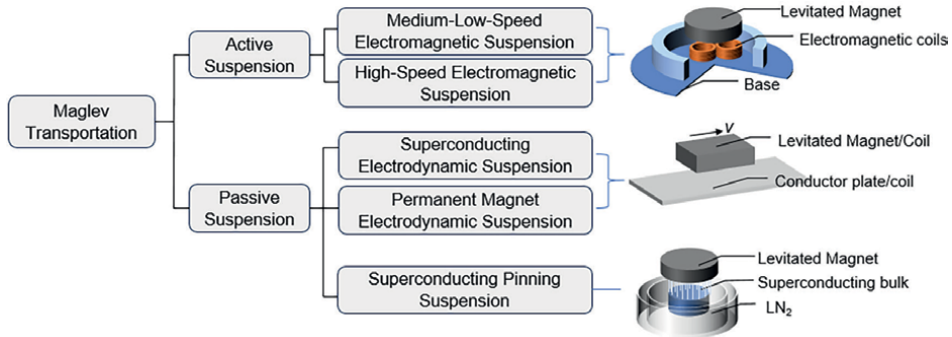 Maglev
Transportation
Active
Suspension
Passive
Suspension
Medium-Low-Speed
Electromagnetic Suspension
High-Speed Electromagnetic
Suspension
Superconducting
Electrodynamic Suspension
Permanent Magnet
Electrodynamic Suspension
Superconducting Pinning
Suspension
Levitated Magnet
Electromagnetic coils
Base
v
Levitated Magnet/Coil
Conductor plate/coil
Levitated Magnet
Superconducting bulk
LN₂